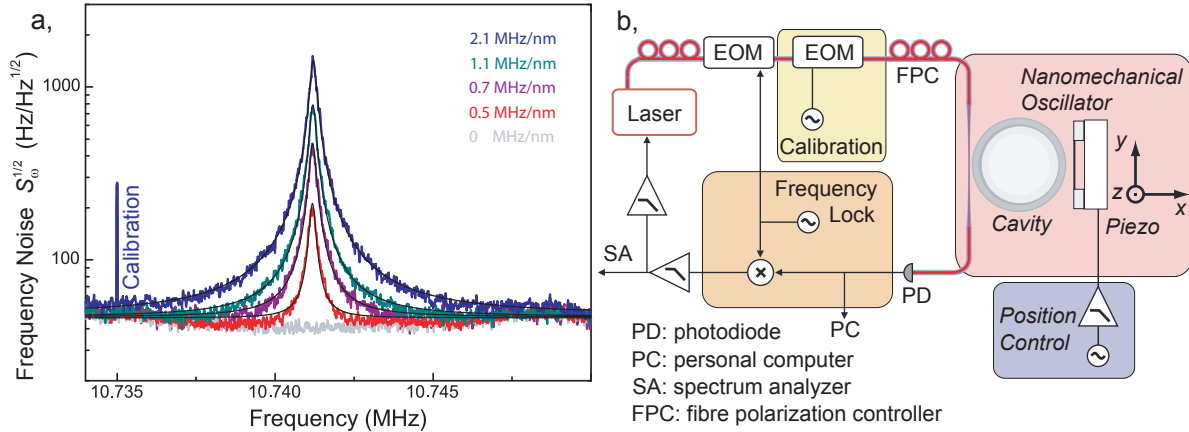 a,
2.1 MHz/nm
1.1 MHz/nm
0.7 MHz/nm
0.5 MHz/nm
0 MHz/nm
1000
100
Calibration
Frequency Noise S_ω^{1/2} (Hz/Hz^{1/2})
10.735
10.740
10.745
Frequency (MHz)
b,
EOM
EOM
FPC
Laser
Calibration
Nanomechanical
Oscillator
y
z
x
Cavity
Piezo
Frequency
Lock
SA
×
PD
PC
Position
Control
PD: photodiode
PC: personal computer
SA: spectrum analyzer
FPC: fibre polarization controller